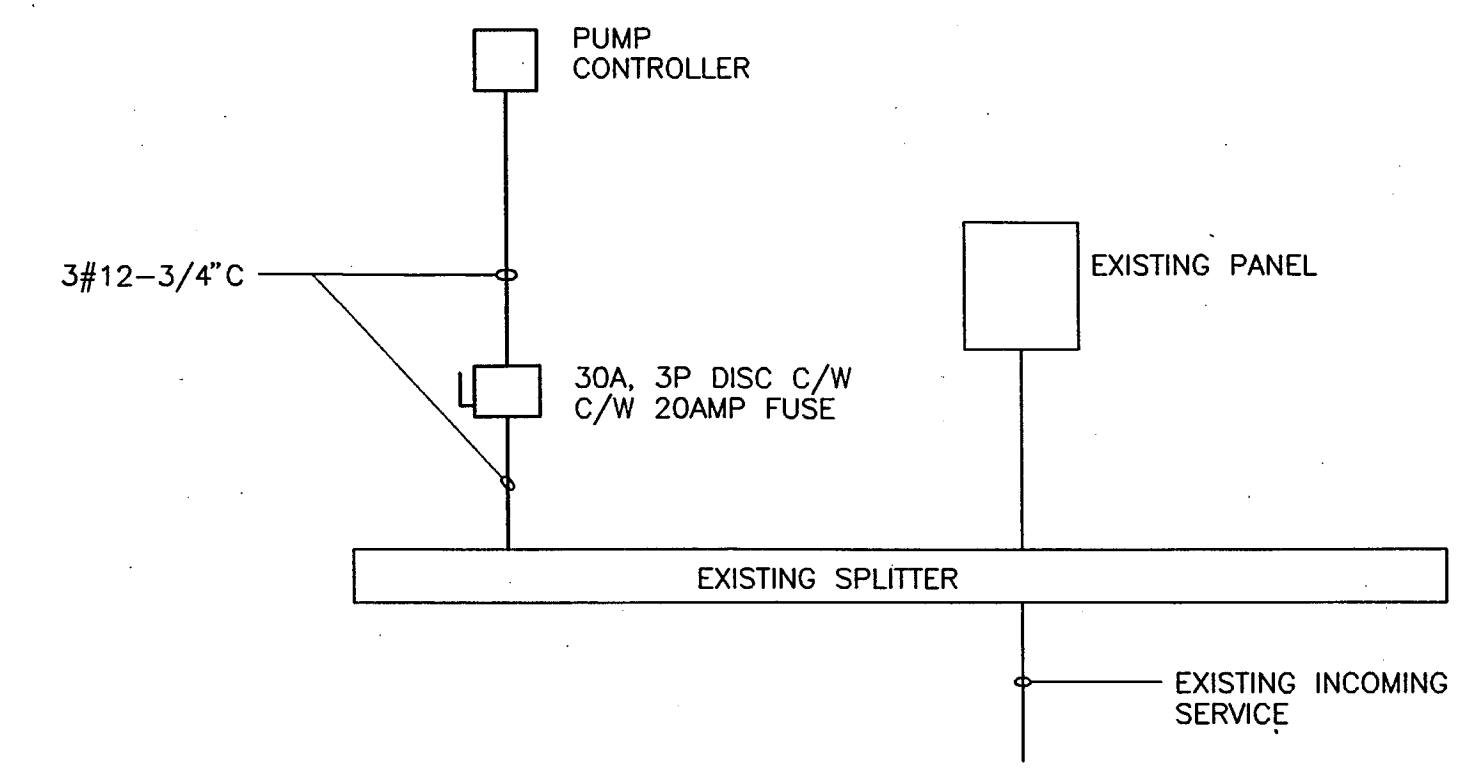 PUMP
CONTROLLER
3#12-3/4"C
EXISTING PANEL
30A, 3P DISC C/W
C/W 20AMP FUSE
EXISTING SPLITTER
EXISTING INCOMING
SERVICE